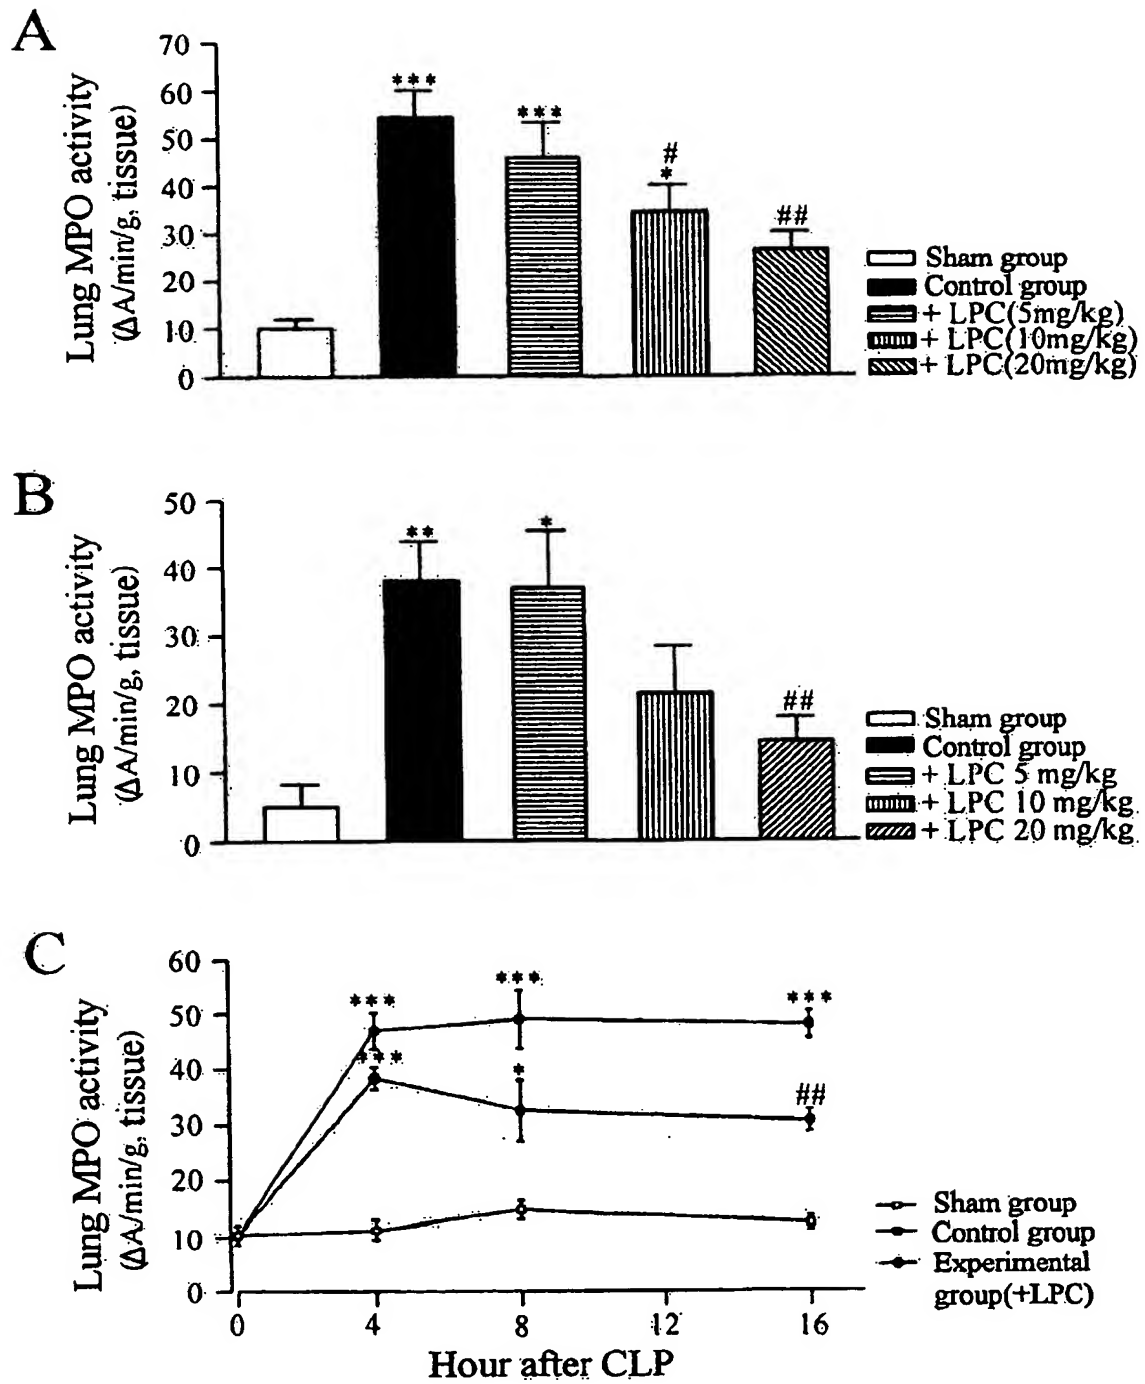 A
Lung MPO activity
(ΔA/min/g, tissue)
70
60
50
40
30
20
10
0
***
***
#
*
##
Sham group
Control group
+ LPC(5mg/kg)
+ LPC(10mg/kg)
+ LPC(20mg/kg)
B
Lung MPO activity
(ΔA/min/g, tissue)
50
40
30
20
10
0
**
*
##
Sham group
Control group
+ LPC 5 mg/kg
+ LPC 10 mg/kg
+ LPC 20 mg/kg
C
Lung MPO activity
(ΔA/min/g, tissue)
60
50
40
30
20
10
0
***
***
***
***
*
##
Sham group
Control group
Experimental
group(+LPC)
0 4 8 12 16
Hour after CLP